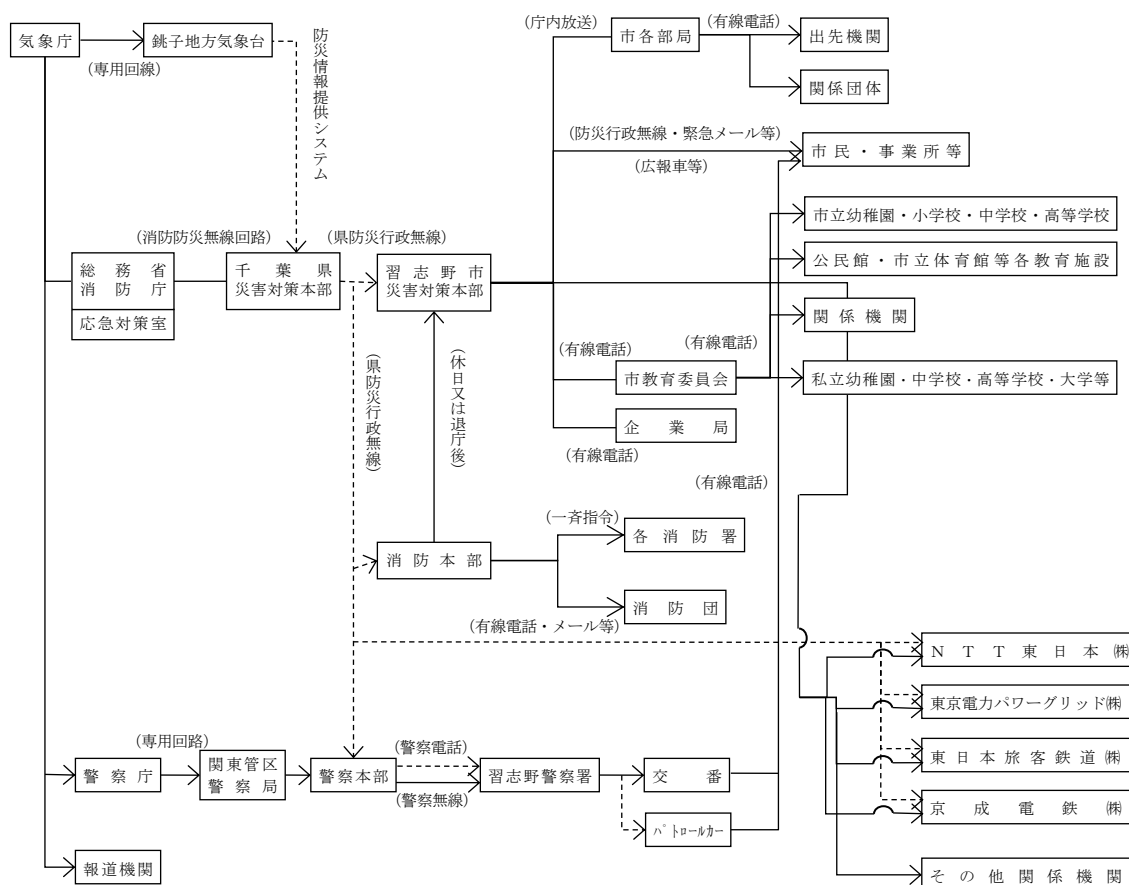 気象庁
銚子地方気象台
(専用回線)
防災情報提供システム
(庁内放送)
市各部局
(有線電話)
出先機関
関係団体
(防災行政無線・緊急メール等)
(広報車等)
市民・事業所等
(消防防災無線回路)
(県防災行政無線)
総務省
消防庁
応急対策室
千葉県
災害対策本部
習志野市
災害対策本部
市立幼稚園・小学校・中学校・高等学校
公民館・市立体育館等各教育施設
関係機関
(有線電話)
(有線電話)
市教育委員会
私立幼稚園・中学校・高等学校・大学等
企業局
(有線電話)
(有線電話)
(県防災行政無線)
(休日又は退庁後)
(一斉指令)
消防本部
各消防署
消防団
(有線電話・メール等)
NTT東日本㈱
東京電力パワーグリッド㈱
東日本旅客鉄道㈱
京成電鉄㈱
その他関係機関
(専用回路)
警察庁
関東管区
警察局
警察本部
(警察電話)
(警察無線)
習志野警察署
交番
パトロールカー
報道機関